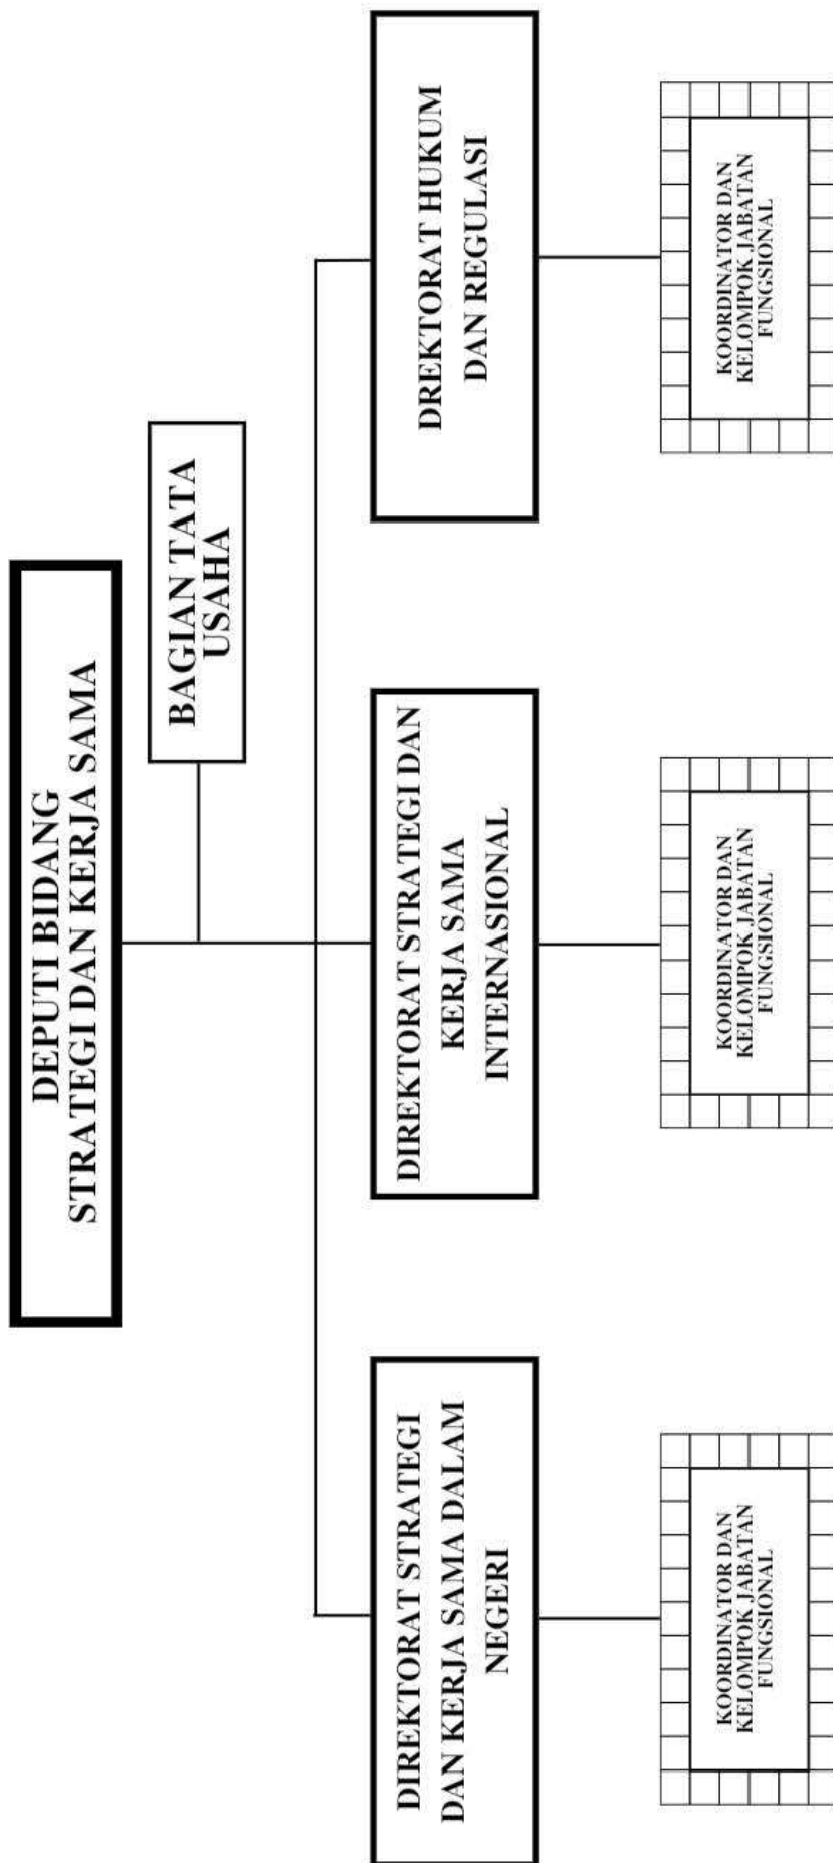 DEPUTI BIDANG
STRATEGI DAN KERJA SAMA
BAGIAN TATA
USAHA
DIREKTORAT STRATEGI
DAN KERJA SAMA DALAM
NEGERI
DIREKTORAT STRATEGI DAN
KERJA SAMA
INTERNASIONAL
DREKTORAT HUKUM
DAN REGULASI
KOORDINATOR DAN
KELOMPOK JABATAN
FUNGSIONAL
KOORDINATOR DAN
KELOMPOK JABATAN
FUNGSIONAL
KOORDINATOR DAN
KELOMPOK JABATAN
FUNGSIONAL